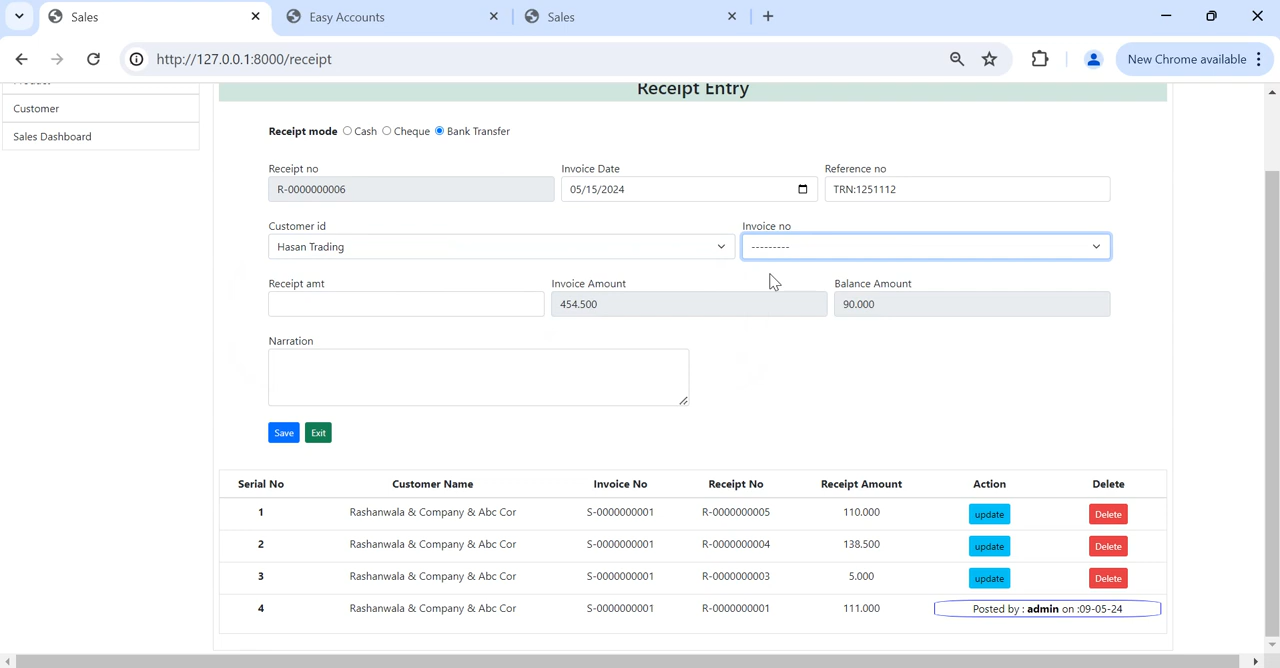 Sales
Easy Accounts
Sales
http://127.0.0.1:8000/receipt
New Chrome available
Customer
Sales Dashboard
Receipt Entry
Receipt mode Cash Cheque Bank Transfer
Receipt no Invoice Date Reference no
R-0000000006 05/15/2024 TRN:1251112
Customer id Invoice no
Hasan Trading ---------
Receipt amt Invoice Amount Balance Amount
454.500 90.000
Narration
Save Exit
Serial No Customer Name Invoice No Receipt No Receipt Amount Action Delete
1 Rashanwala & Company & Abc Cor S-0000000001 R-0000000005 110.000 update Delete
2 Rashanwala & Company & Abc Cor S-0000000001 R-0000000004 138.500 update Delete
3 Rashanwala & Company & Abc Cor S-0000000001 R-0000000003 5.000 update Delete
4 Rashanwala & Company & Abc Cor S-0000000001 R-0000000001 111.000 Posted by : admin on :09-05-24